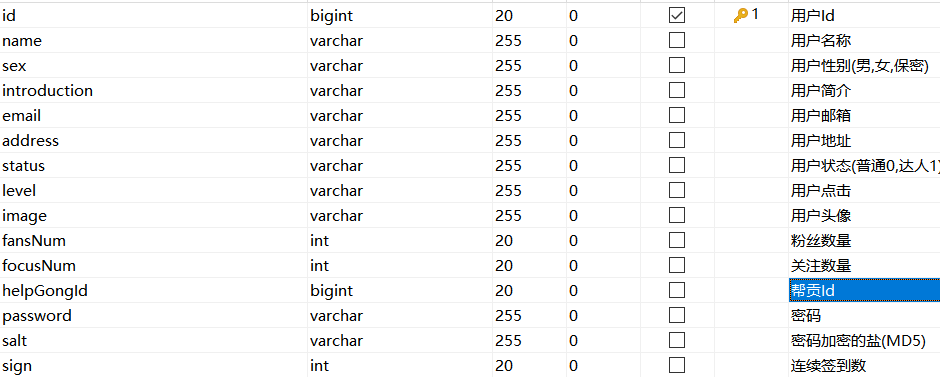 id bigint 20 0 1 用户Id
name varchar 255 0 用户名称
sex varchar 255 0 用户性别(男,女,保密)
introduction varchar 255 0 用户简介
email varchar 255 0 用户邮箱
address varchar 255 0 用户地址
status varchar 255 0 用户状态(普通0,达人1)
level varchar 255 0 用户点击
image varchar 255 0 用户头像
fansNum int 20 0 粉丝数量
focusNum int 20 0 关注数量
helpGongId bigint 20 0 帮贡Id
password varchar 255 0 密码
salt varchar 255 0 密码加密的盐(MD5)
sign int 20 0 连续签到数